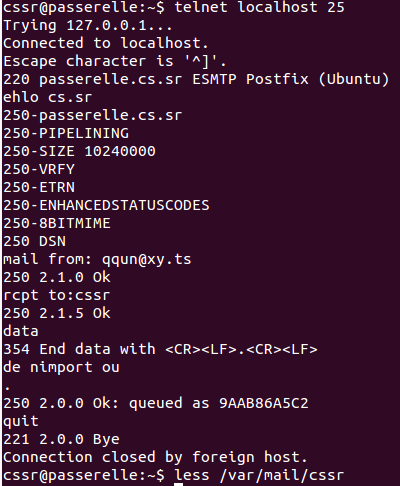 cssr@passerelle:~$ telnet localhost 25
Trying 127.0.0.1...
Connected to localhost.
Escape character is '^]'.
220 passerelle.cs.sr ESMTP Postfix (Ubuntu)
ehlo cs.sr
250-passerelle.cs.sr
250-PIPELINING
250-SIZE 10240000
250-VRFY
250-ETRN
250-ENHANCEDSTATUSCODES
250-8BITMIME
250 DSN
mail from: qqun@xy.ts
250 2.1.0 Ok
rcpt to:cssr
250 2.1.5 Ok
data
354 End data with <CR><LF>.<CR><LF>
de nimport ou
.
250 2.0.0 Ok: queued as 9AAB86A5C2
quit
221 2.0.0 Bye
Connection closed by foreign host.
cssr@passerelle:~$ less /var/mail/cssr